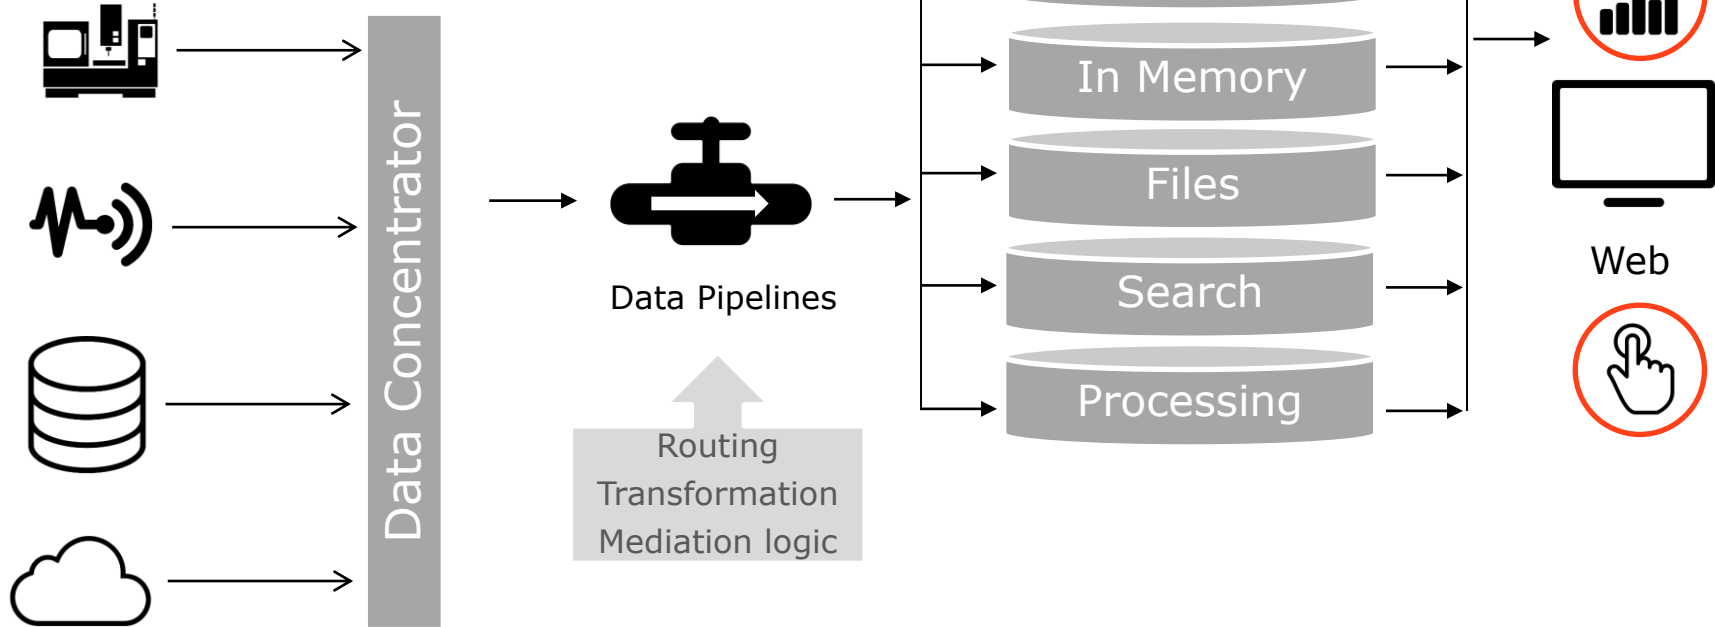 Data Concentrator
Data Pipelines
Routing
Transformation
Mediation logic
In Memory
Files
Search
Processing
Web